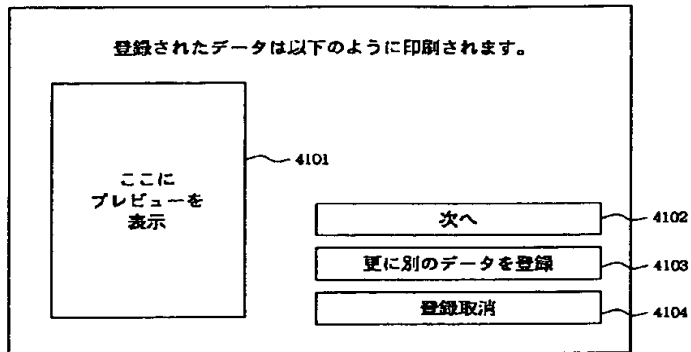 登録されたデータは以下のように印刷されます。
ここに
プレビューを
表示
4101
次へ
4102
更に別のデータを登録
4103
登録取消
4104